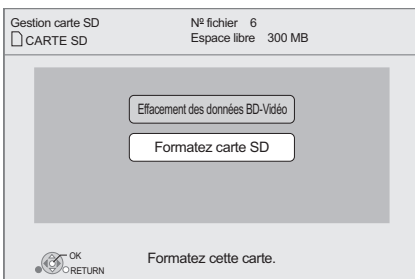 Gestion carte SD
CARTE SD
Nº fichier 6
Espace libre 300 MB
Effacement des données BD-Vidéo
Formatez carte SD
OK
RETURN
Formatez cette carte.